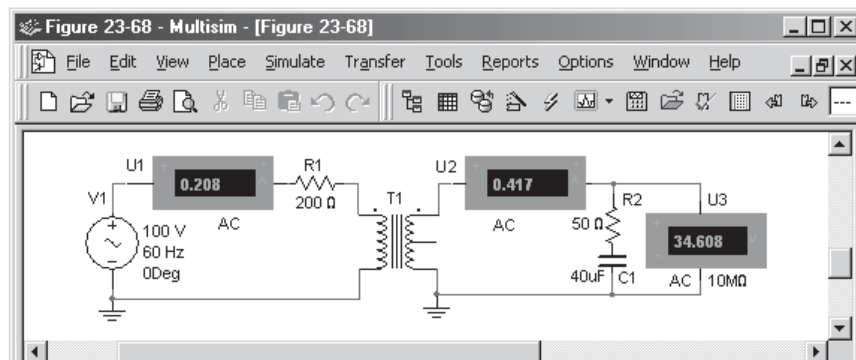 Figure 23-68 - Multisim - [Figure 23-68]
File Edit View Place Simulate Transfer Tools Reports Options Window Help
---
U1
0.208
AC
R1
200 Ω
V1
100 V
60 Hz
0Deg
T1
U2
0.417
AC
R2
50 Ω
40uF C1
U3
34.608
AC 10MΩ